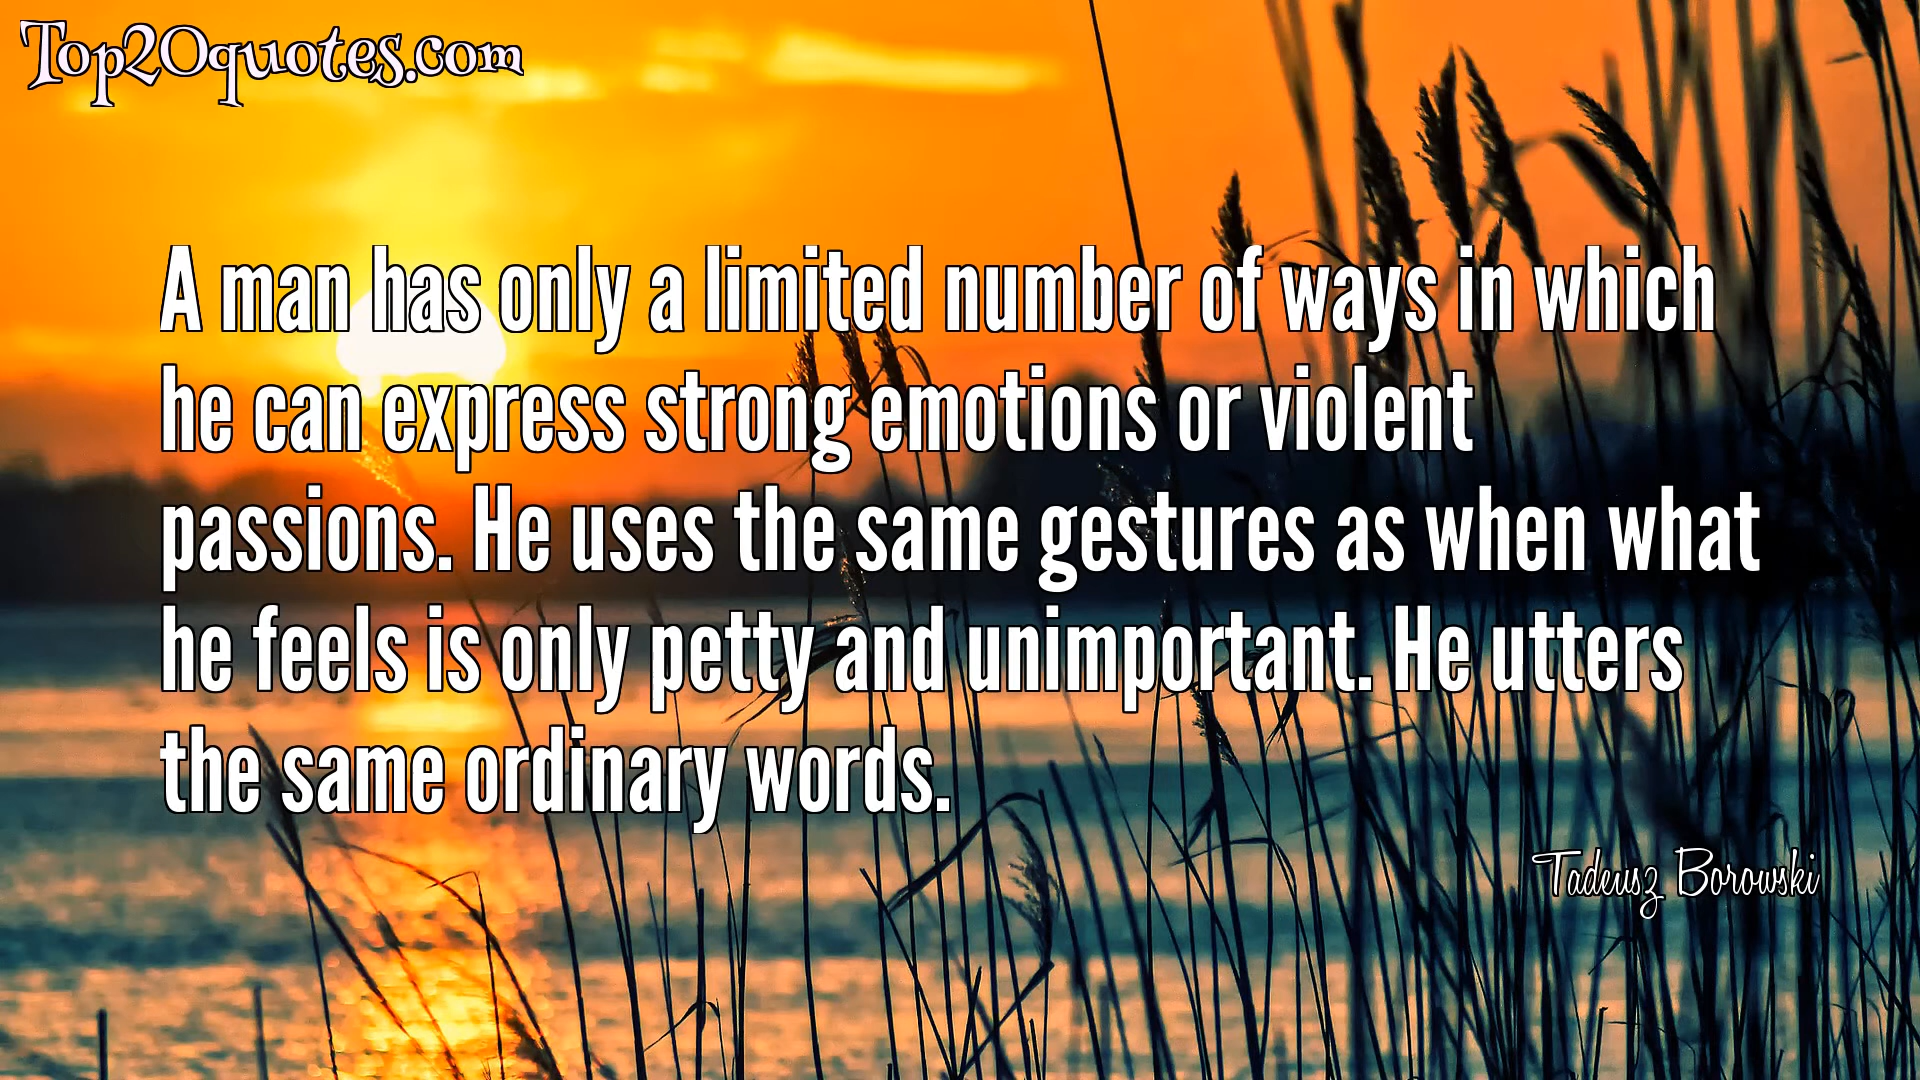 Top20quotes.com
A man has only a limited number of ways in which
he can express strong emotions or violent
passions. He uses the same gestures as when what
he feels is only petty and unimportant. He utters
the same ordinary words.
Tadeusz Borowski